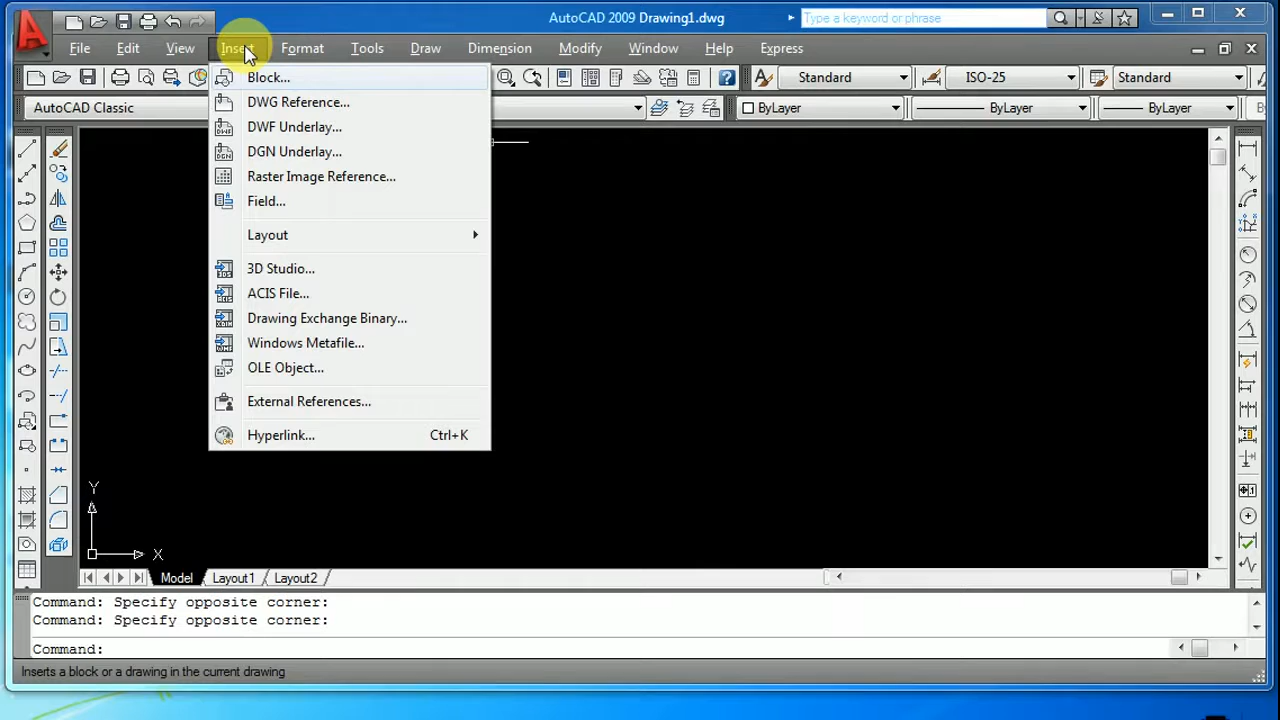 AutoCAD 2009 Drawing1.dwg
Type a keyword or phrase
File Edit View Insert Format Tools Draw Dimension Modify Window Help Express
Standard ISO-25 Standard
AutoCAD Classic ByLayer ByLayer ByLayer
Block...
DWG Reference...
DWF Underlay...
DGN Underlay...
Raster Image Reference...
Field...
Layout
3D Studio...
ACIS File...
Drawing Exchange Binary...
Windows Metafile...
OLE Object...
External References...
Hyperlink... Ctrl+K
Y
X
Model Layout1 Layout2
Command: Specify opposite corner:
Command: Specify opposite corner:
Command:
Inserts a block or a drawing in the current drawing